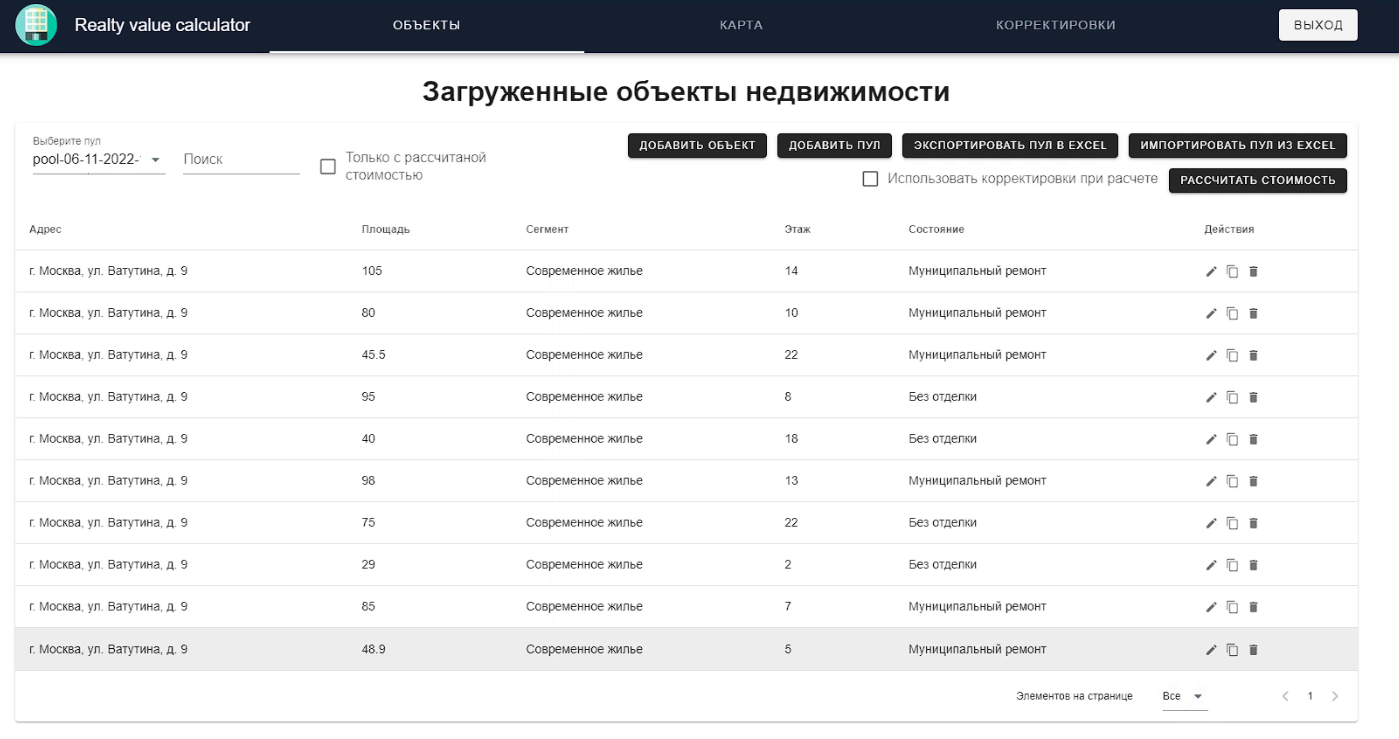 Realty value calculator ОБЪЕКТЫ КАРТА КОРРЕКТИРОВКИ ВЫХОД
Загруженные объекты недвижимости
Выберите пул
pool-06-11-2022- Поиск
Только с рассчитаной
стоимостью
ДОБАВИТЬ ОБЪЕКТ ДОБАВИТЬ ПУЛ ЭКСПОРТИРОВАТЬ ПУЛ В EXCEL ИМПОРТИРОВАТЬ ПУЛ ИЗ EXCEL
Использовать корректировки при расчете РАССЧИТАТЬ СТОИМОСТЬ
Адрес Площадь Сегмент Этаж Состояние Действия
г. Москва, ул. Ватутина, д. 9 105 Современное жилье 14 Муниципальный ремонт
г. Москва, ул. Ватутина, д. 9 80 Современное жилье 10 Муниципальный ремонт
г. Москва, ул. Ватутина, д. 9 45.5 Современное жилье 22 Муниципальный ремонт
г. Москва, ул. Ватутина, д. 9 95 Современное жилье 8 Без отделки
г. Москва, ул. Ватутина, д. 9 40 Современное жилье 18 Без отделки
г. Москва, ул. Ватутина, д. 9 98 Современное жилье 13 Муниципальный ремонт
г. Москва, ул. Ватутина, д. 9 75 Современное жилье 22 Без отделки
г. Москва, ул. Ватутина, д. 9 29 Современное жилье 2 Без отделки
г. Москва, ул. Ватутина, д. 9 85 Современное жилье 7 Муниципальный ремонт
г. Москва, ул. Ватутина, д. 9 48.9 Современное жилье 5 Муниципальный ремонт
Элементов на странице Все 1